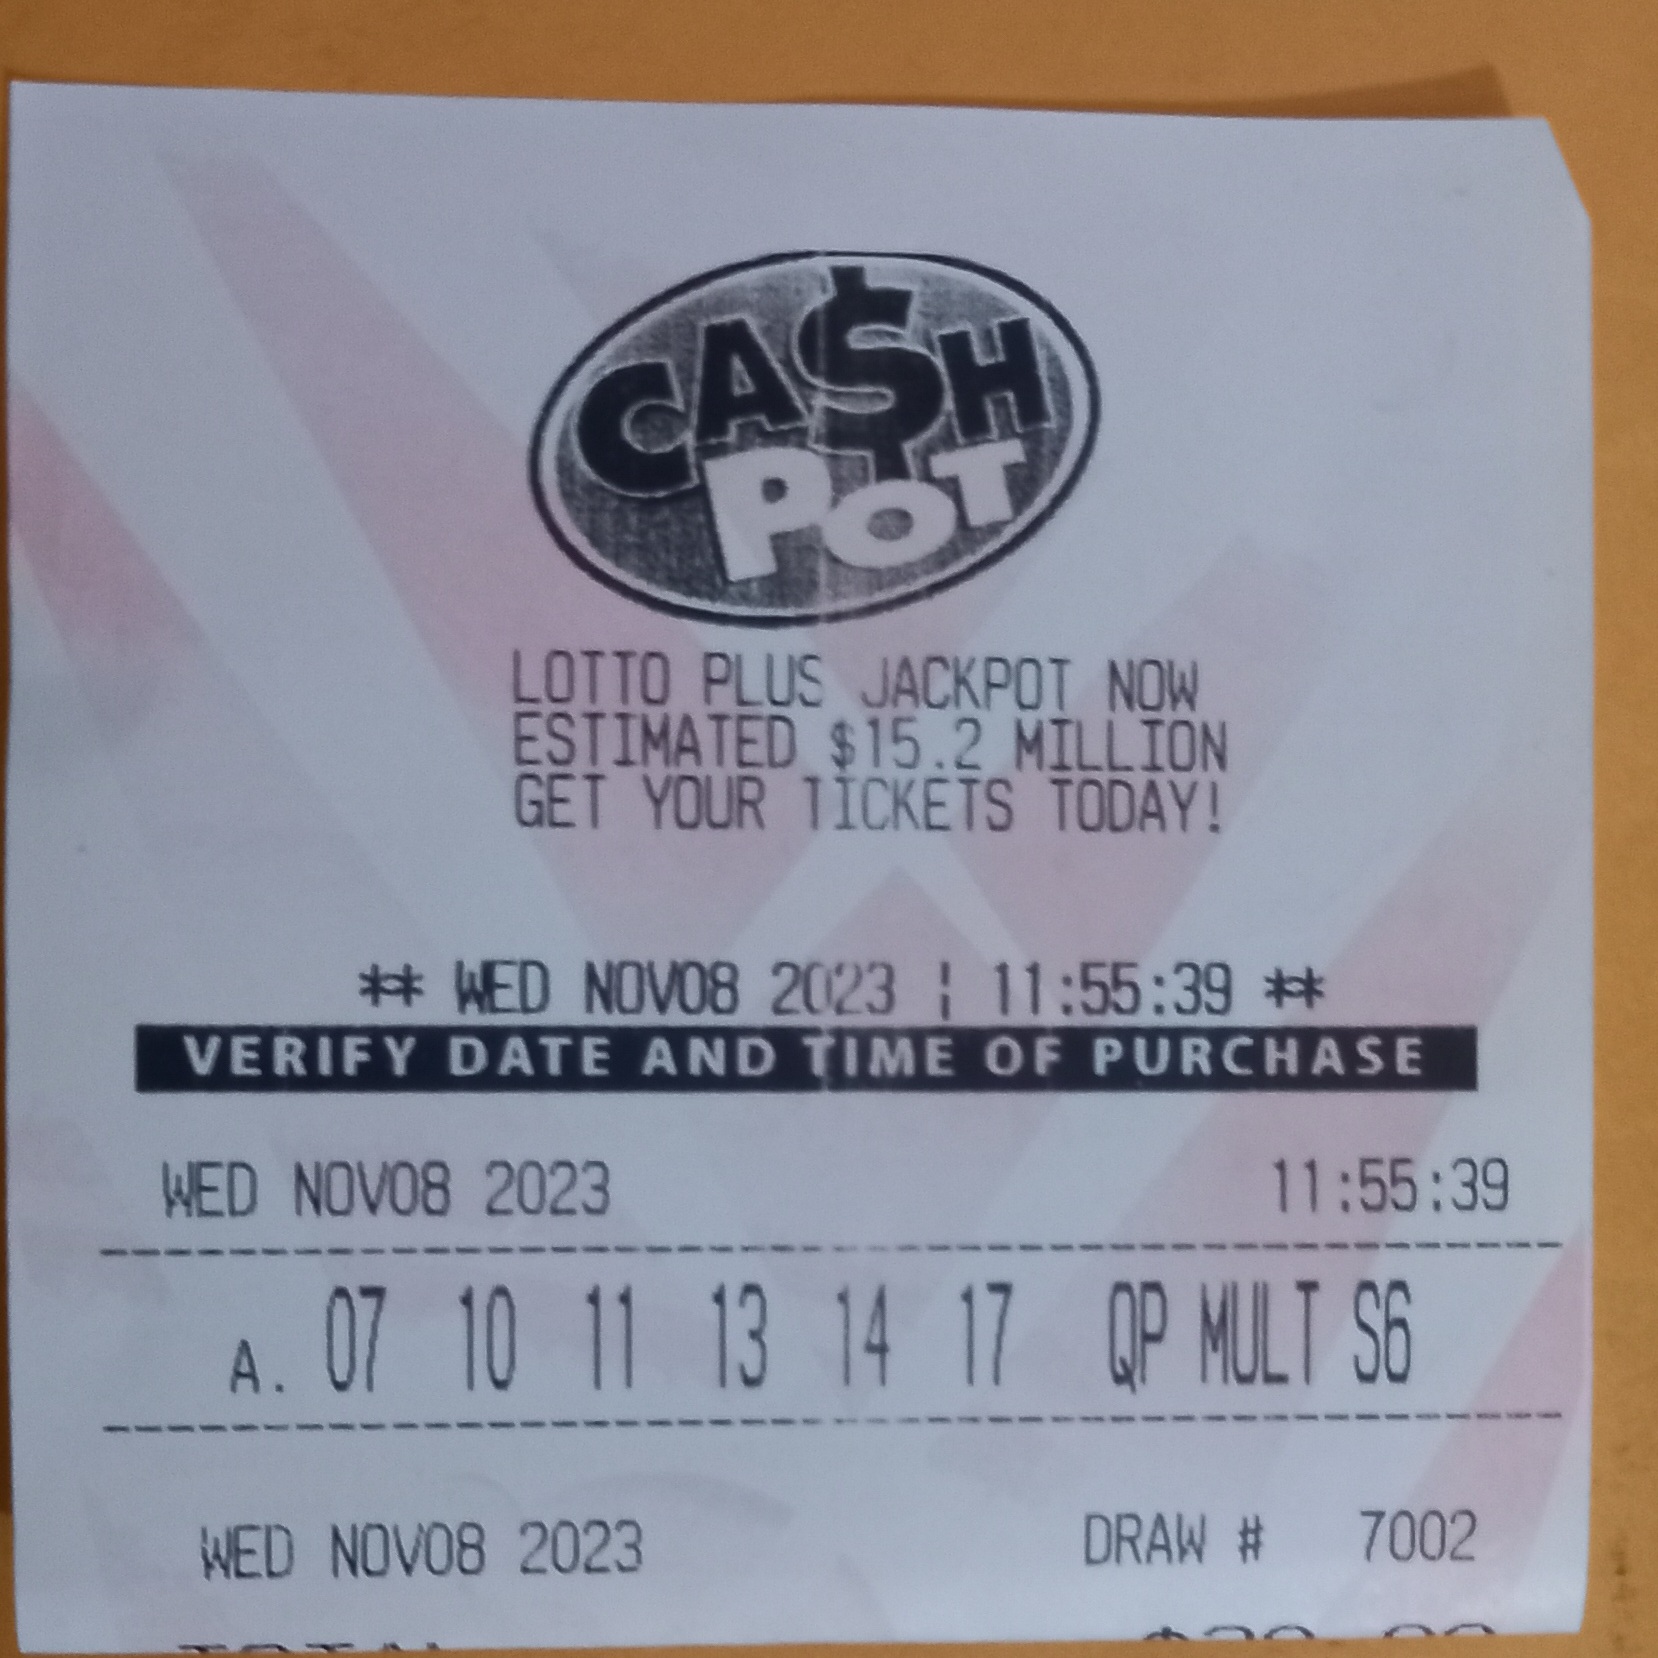 CA$H
POT
LOTTO PLUS JACKPOT NOW
ESTIMATED $15.2 MILLION
GET YOUR TICKETS TODAY!
** WED NOV08 2023 ¦ 11:55:39 **
VERIFY DATE AND TIME OF PURCHASE
WED NOV08 2023 11:55:39
A. 07 10 11 13 14 17 QP MULT S6
WED NOV08 2023 DRAW # 7002